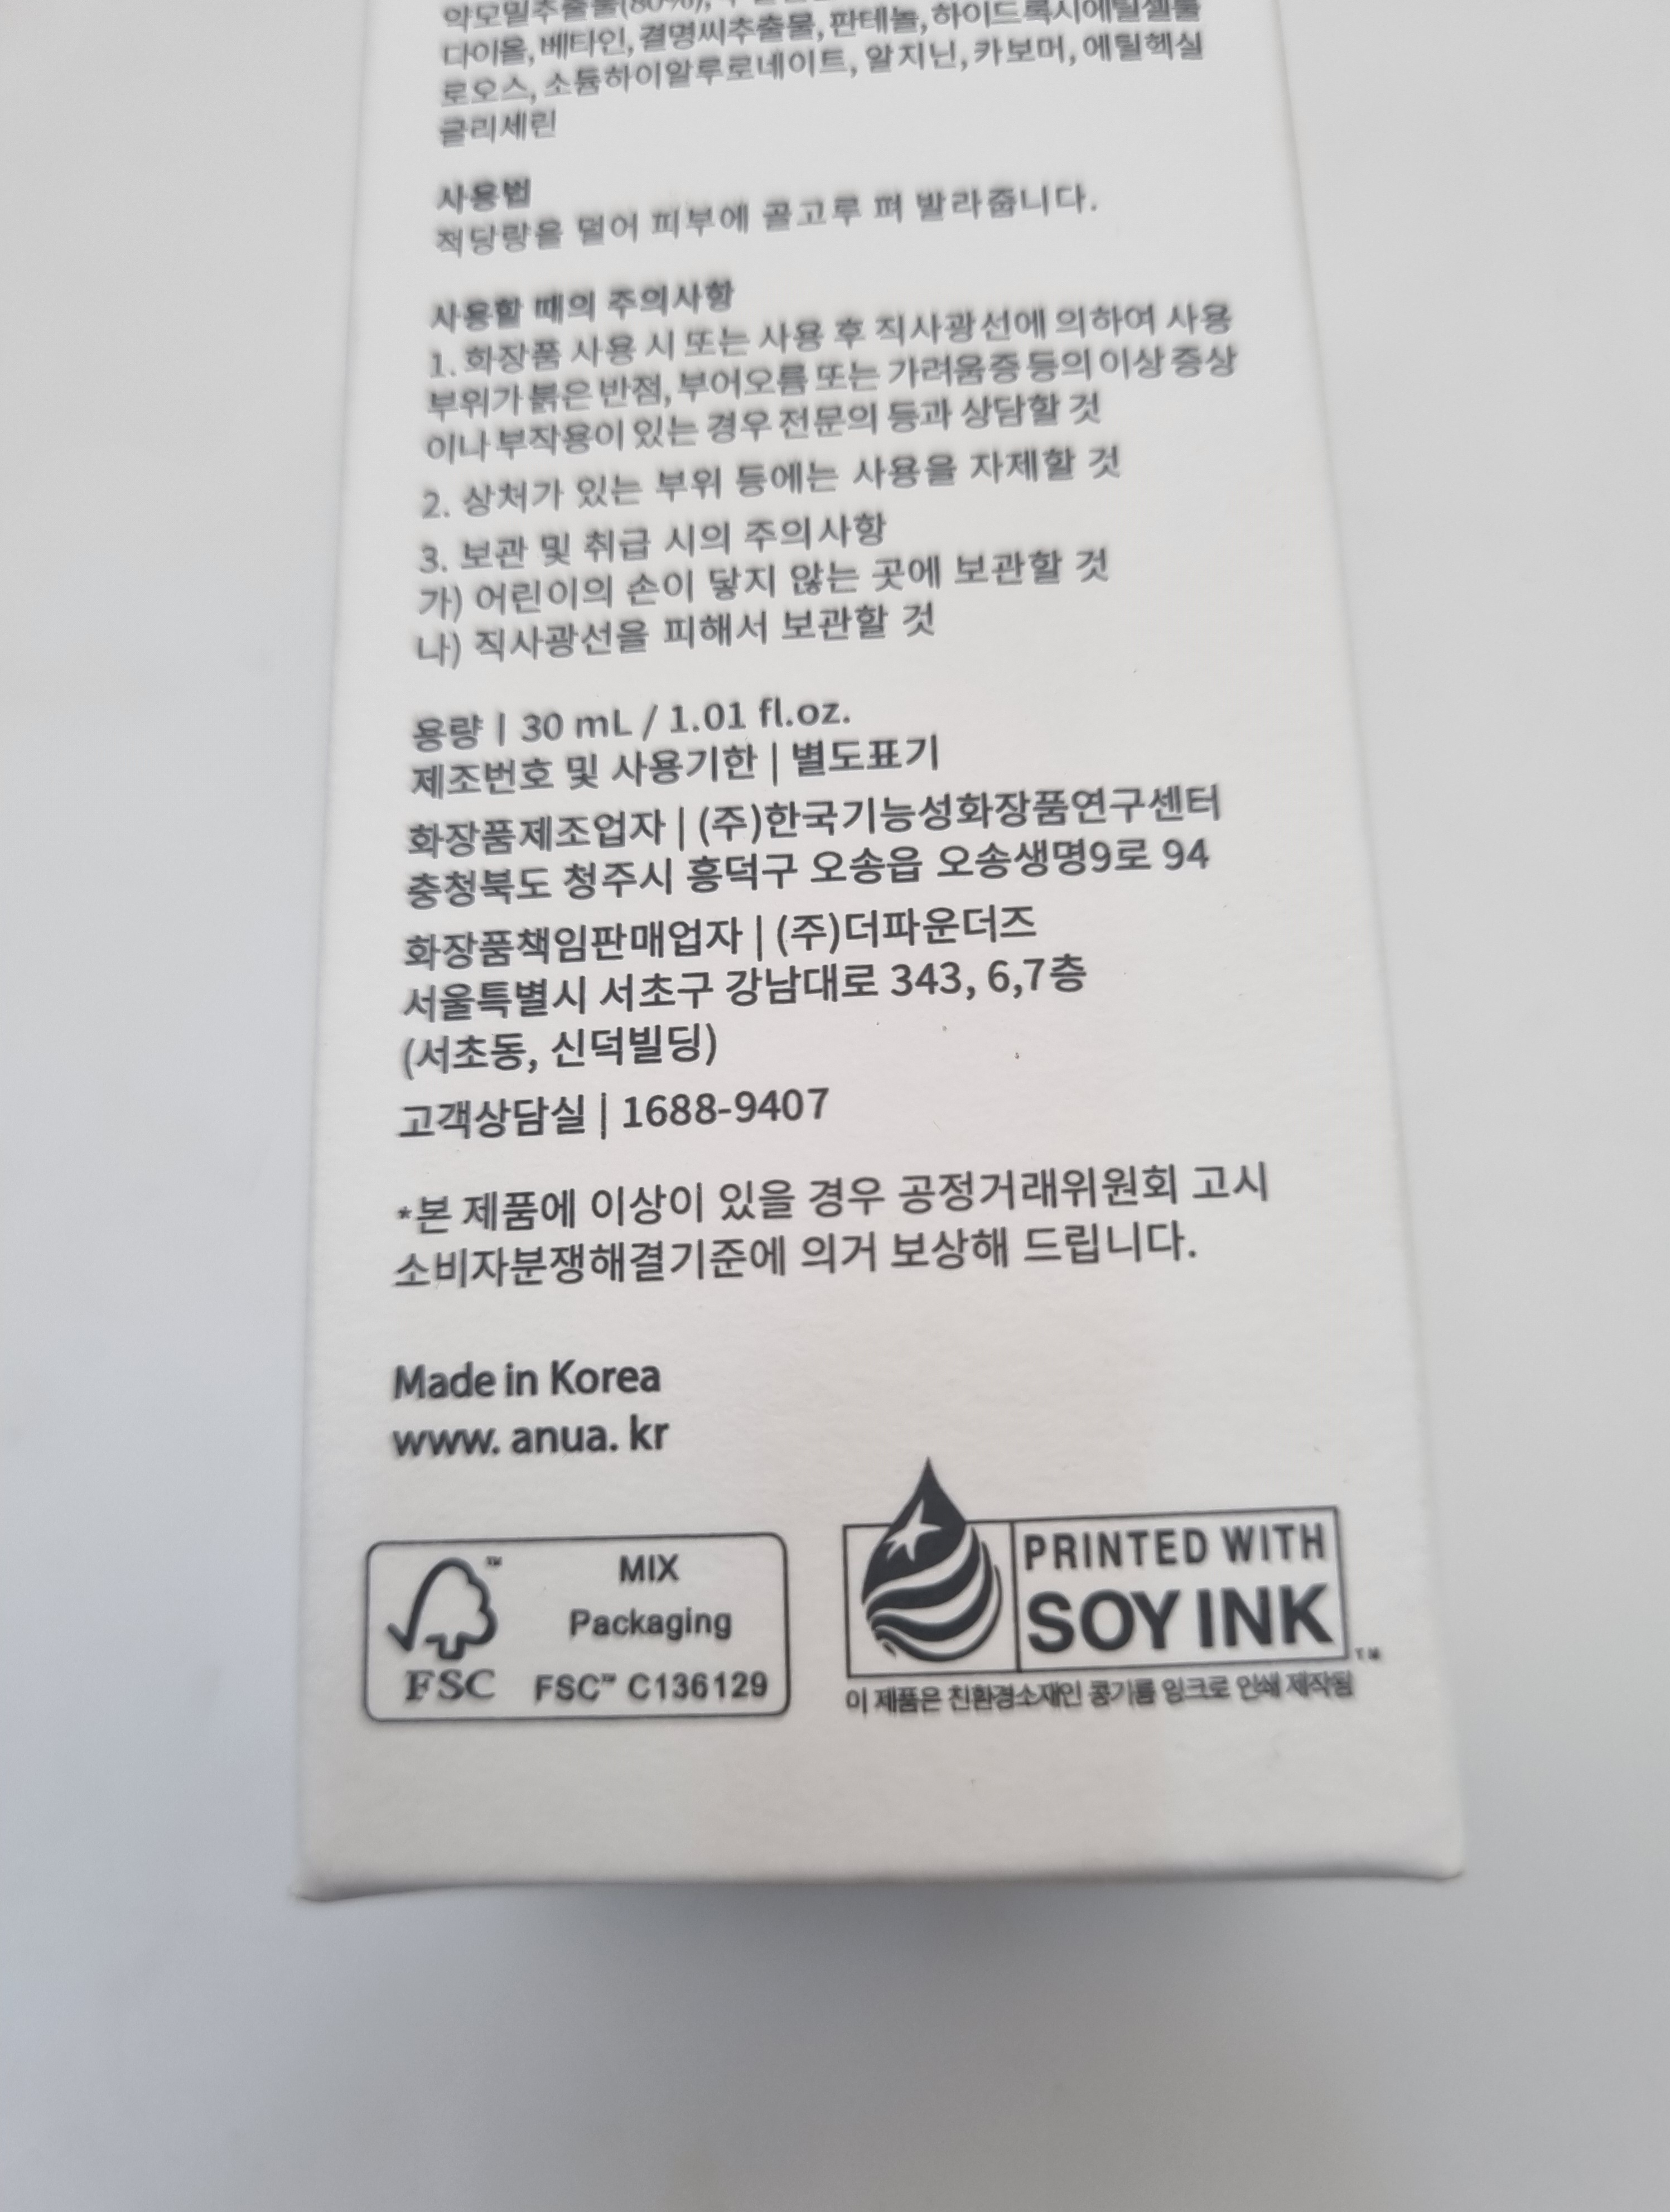 약모밀추출물(80%),
다이올, 베타인, 결명씨추출물, 판테놀, 하이드록시에틸셀룰
로오스, 소듐하이알루로네이트, 알지닌, 카보머, 에틸헥실
글리세린
사용법
적당량을 덜어 피부에 골고루 펴 발라줍니다.
사용할 때의 주의사항
1. 화장품 사용 시 또는 사용 후 직사광선에 의하여 사용
부위가 붉은 반점, 부어오름 또는 가려움증 등의 이상 증상
이나 부작용이 있는 경우 전문의 등과 상담할 것
2. 상처가 있는 부위 등에는 사용을 자제할 것
3. 보관 및 취급 시의 주의사항
가) 어린이의 손이 닿지 않는 곳에 보관할 것
나) 직사광선을 피해서 보관할 것
용량 | 30 mL / 1.01 fl.oz.
제조번호 및 사용기한 | 별도표기
화장품제조업자 | (주)한국기능성화장품연구센터
충청북도 청주시 흥덕구 오송읍 오송생명9로 94
화장품책임판매업자 | (주)더파운더즈
서울특별시 서초구 강남대로 343, 6,7층
(서초동, 신덕빌딩)
고객상담실 | 1688-9407
*본 제품에 이상이 있을 경우 공정거래위원회 고시
소비자분쟁해결기준에 의거 보상해 드립니다.
Made in Korea
www. anua. kr
MIX
Packaging
FSC FSC™ C136129
PRINTED WITH
SOY INK ™
이 제품은 친환경소재인 콩기름 잉크로 인쇄 제작됨